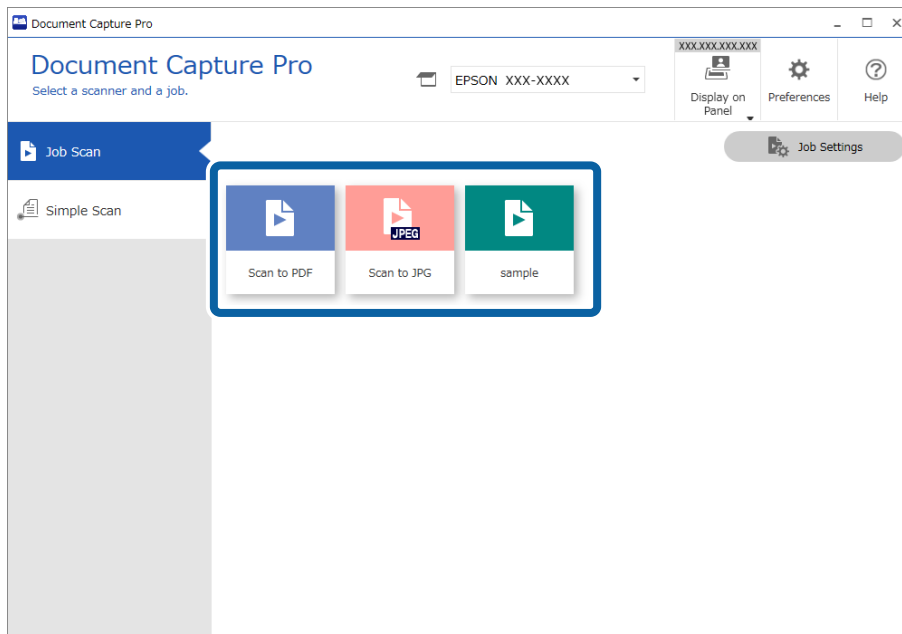 Document Capture Pro
Document Capture Pro
Select a scanner and a job.
EPSON XXX-XXXX
XXX.XXX.XXX.XXX
Display on
Panel
Preferences
Help
Job Scan
Job Settings
Simple Scan
JPEG
Scan to PDF
Scan to JPG
sample